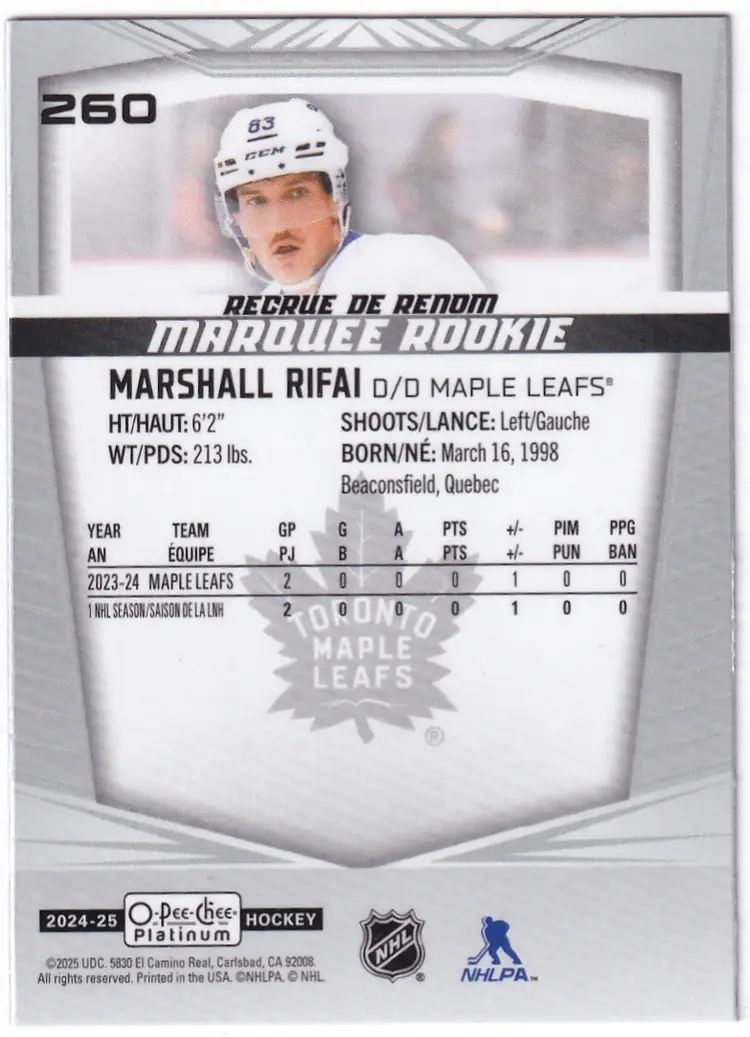 260
83
CCM
RECRUE DE RENOM
MARQUEE ROOKIE
MARSHALL RIFAI D/D MAPLE LEAFS®
HT/HAUT: 6'2" SHOOTS/LANCE: Left/Gauche
WT/PDS: 213 lbs. BORN/NÉ: March 16, 1998
Beaconsfield, Quebec
YEAR TEAM GP G A PTS +/- PIM PPG
AN ÉQUIPE PJ B A PTS +/- PUN BAN
2023-24 MAPLE LEAFS 2 0 0 0 1 0 0
1 NHL SEASON/SAISON DE LA LNH 2 0 0 0 1 0 0
TORONTO
MAPLE
LEAFS
®
2024-25 O-Pee-Chee® Platinum HOCKEY
©2025 UDC. 5830 El Camino Real, Carlsbad, CA 92008.
All rights reserved. Printed in the USA. ©NHLPA. © NHL.
NHL ®
NHLPA™